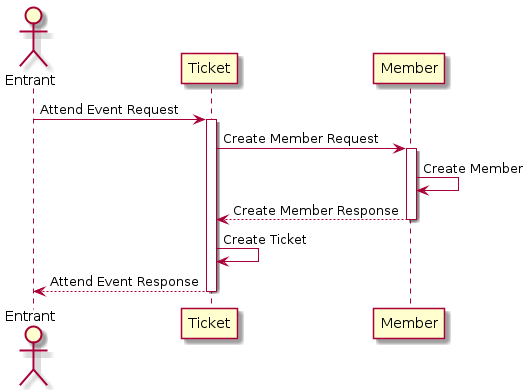 Entrant
Ticket
Member
Attend Event Request
Create Member Request
Create Member
Create Member Response
Create Ticket
Attend Event Response
Entrant
Ticket
Member